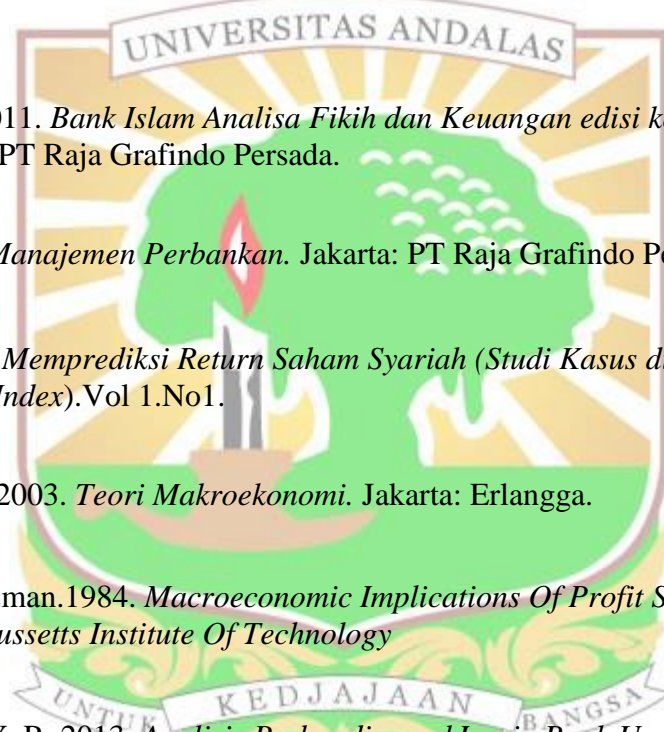 UNIVERSITAS ANDALAS
011. Bank Islam Analisa Fikih dan Keuangan edisi k
PT Raja Grafindo Persada.
Manajemen Perbankan. Jakarta: PT Raja Grafindo Pe
Memprediksi Return Saham Syariah (Studi Kasus d
Index).Vol 1.No1.
2003. Teori Makroekonomi. Jakarta: Erlangga.
man.1984. Macroeconomic Implications Of Profit S
ussetts Institute Of Technology
UNTUK KEDJAJAAN BANGSA
2013.